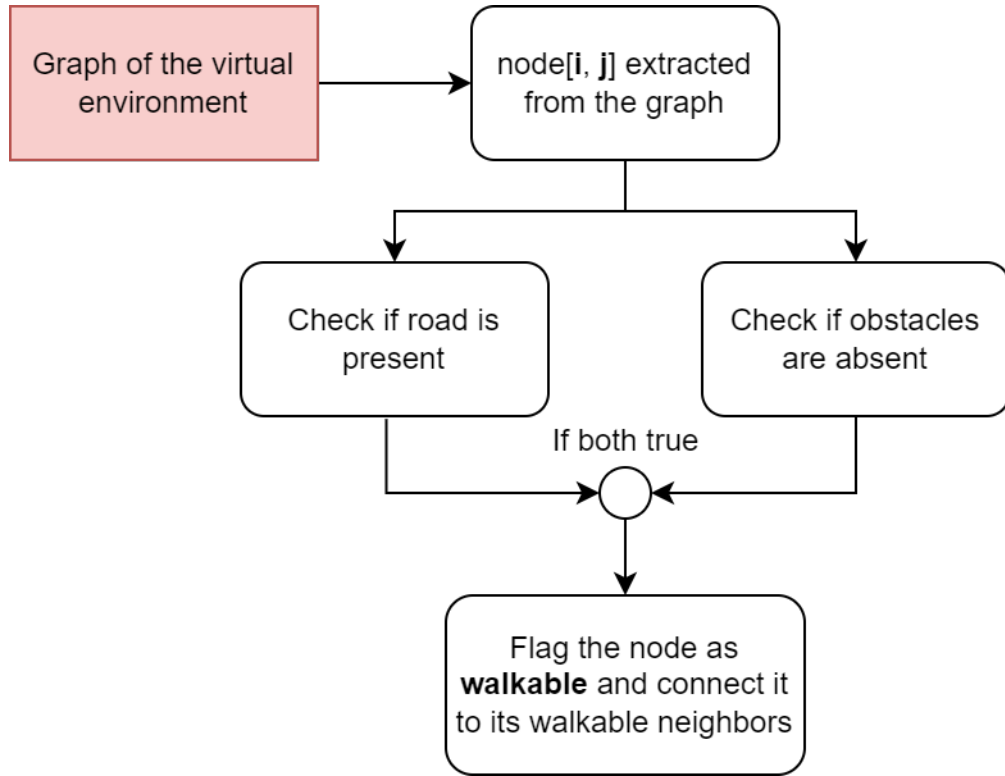 Graph of the virtual
environment
node[i, j] extracted
from the graph
Check if road is
present
Check if obstacles
are absent
If both true
Flag the node as
walkable and connect it
to its walkable neighbors